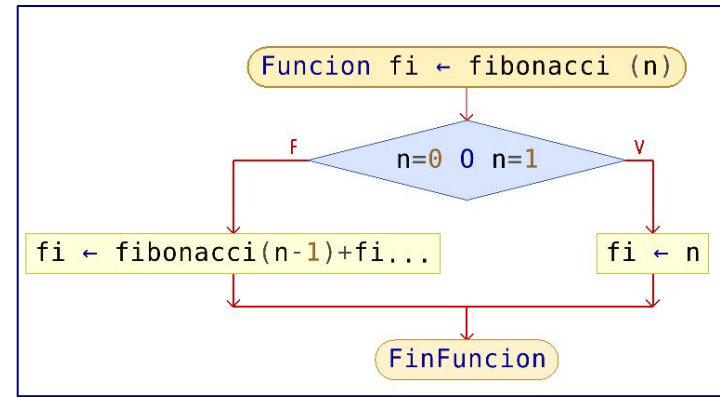 Funcion fi ← fibonacci (n)
F
V
n=0 O n=1
fi ← fibonacci(n-1)+fi...
fi ← n
FinFuncion